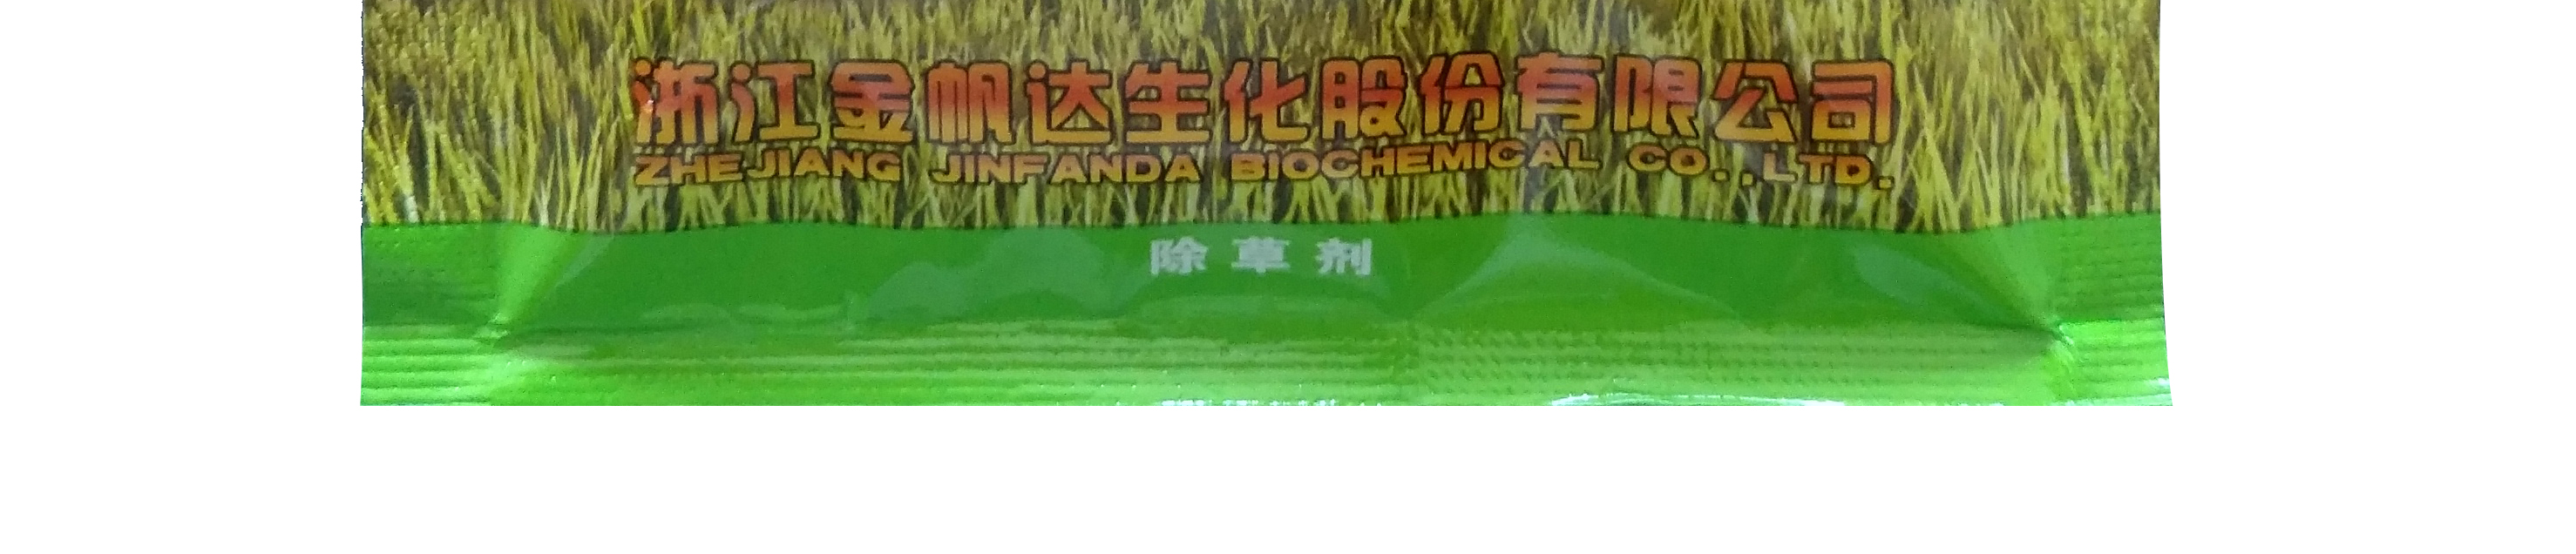 浙江金帆达生化股份有限公司
ZHEJIANG JINFANDA BIOCHEMICAL CO.,LTD.
除草剂